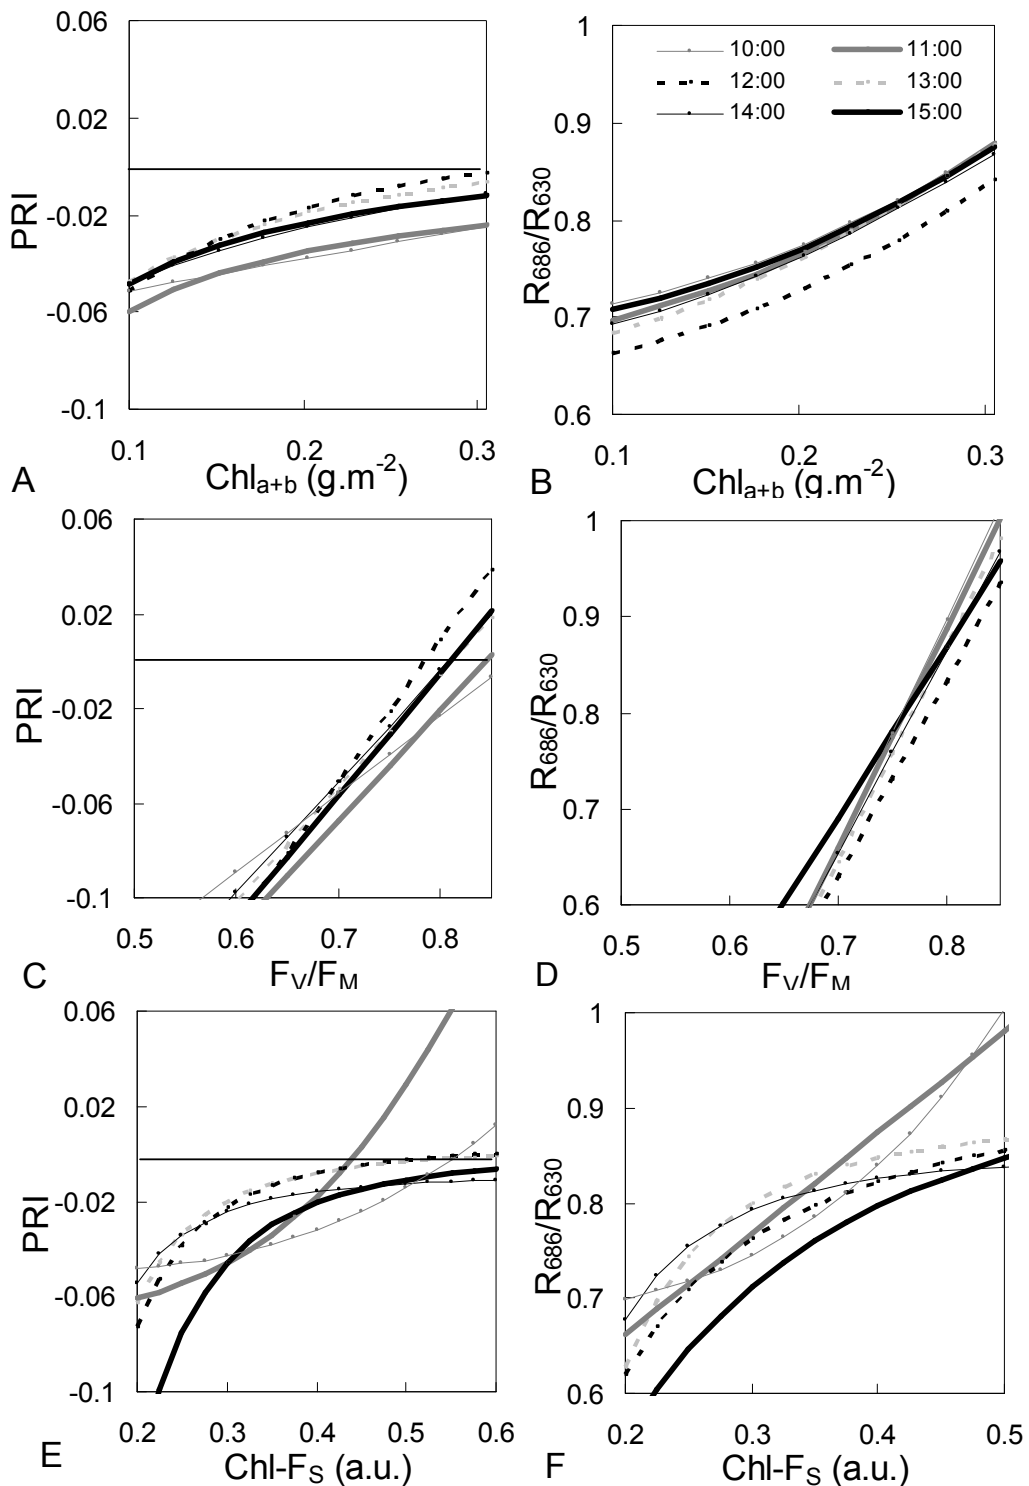 0.06
0.02
-0.02
-0.06
-0.1
PRI
0.1 0.2 0.3
A Chla+b (g.m-2)
1
0.9
0.8
0.7
0.6
R686/R630
10:00 11:00
12:00 13:00
14:00 15:00
0.1 0.2 0.3
B Chla+b (g.m-2)
0.06
0.02
-0.02
-0.06
-0.1
PRI
0.5 0.6 0.7 0.8
C FV/FM
1
0.9
0.8
0.7
0.6
R686/R630
0.5 0.6 0.7 0.8
D FV/FM
0.06
0.02
-0.02
-0.06
-0.1
PRI
0.2 0.3 0.4 0.5 0.6
E Chl-FS (a.u.)
1
0.9
0.8
0.7
0.6
R686/R630
0.2 0.3 0.4 0.5
F Chl-FS (a.u.)